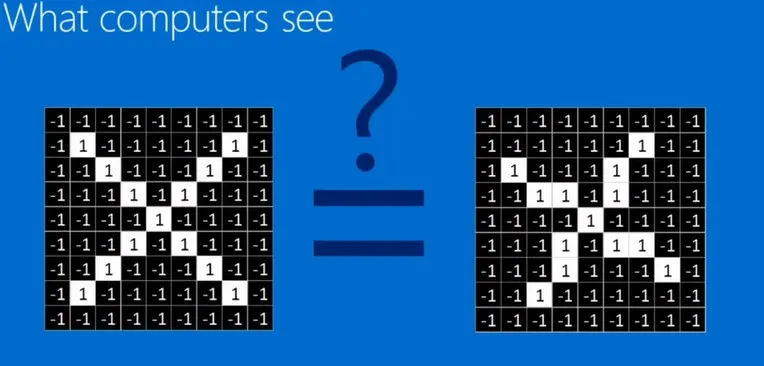 What computers see
-1 -1 -1 -1 -1 -1 -1 -1 -1
-1 1 -1 -1 -1 -1 -1 1 -1
-1 -1 1 -1 -1 -1 1 -1 -1
-1 -1 -1 1 -1 1 -1 -1 -1
-1 -1 -1 -1 1 -1 -1 -1 -1
-1 -1 -1 1 -1 1 -1 -1 -1
-1 -1 1 -1 -1 -1 1 -1 -1
-1 1 -1 -1 -1 -1 -1 1 -1
-1 -1 -1 -1 -1 -1 -1 -1 -1
?
=
-1 -1 -1 -1 -1 -1 -1 -1 -1
-1 -1 -1 -1 -1 -1 1 -1 -1
-1 1 -1 -1 -1 1 -1 -1 -1
-1 -1 1 1 -1 1 -1 -1 -1
-1 -1 -1 -1 1 -1 -1 -1 -1
-1 -1 -1 1 -1 1 1 -1 -1
-1 -1 -1 1 -1 -1 -1 1 -1
-1 -1 1 -1 -1 -1 -1 -1 -1
-1 -1 -1 -1 -1 -1 -1 -1 -1